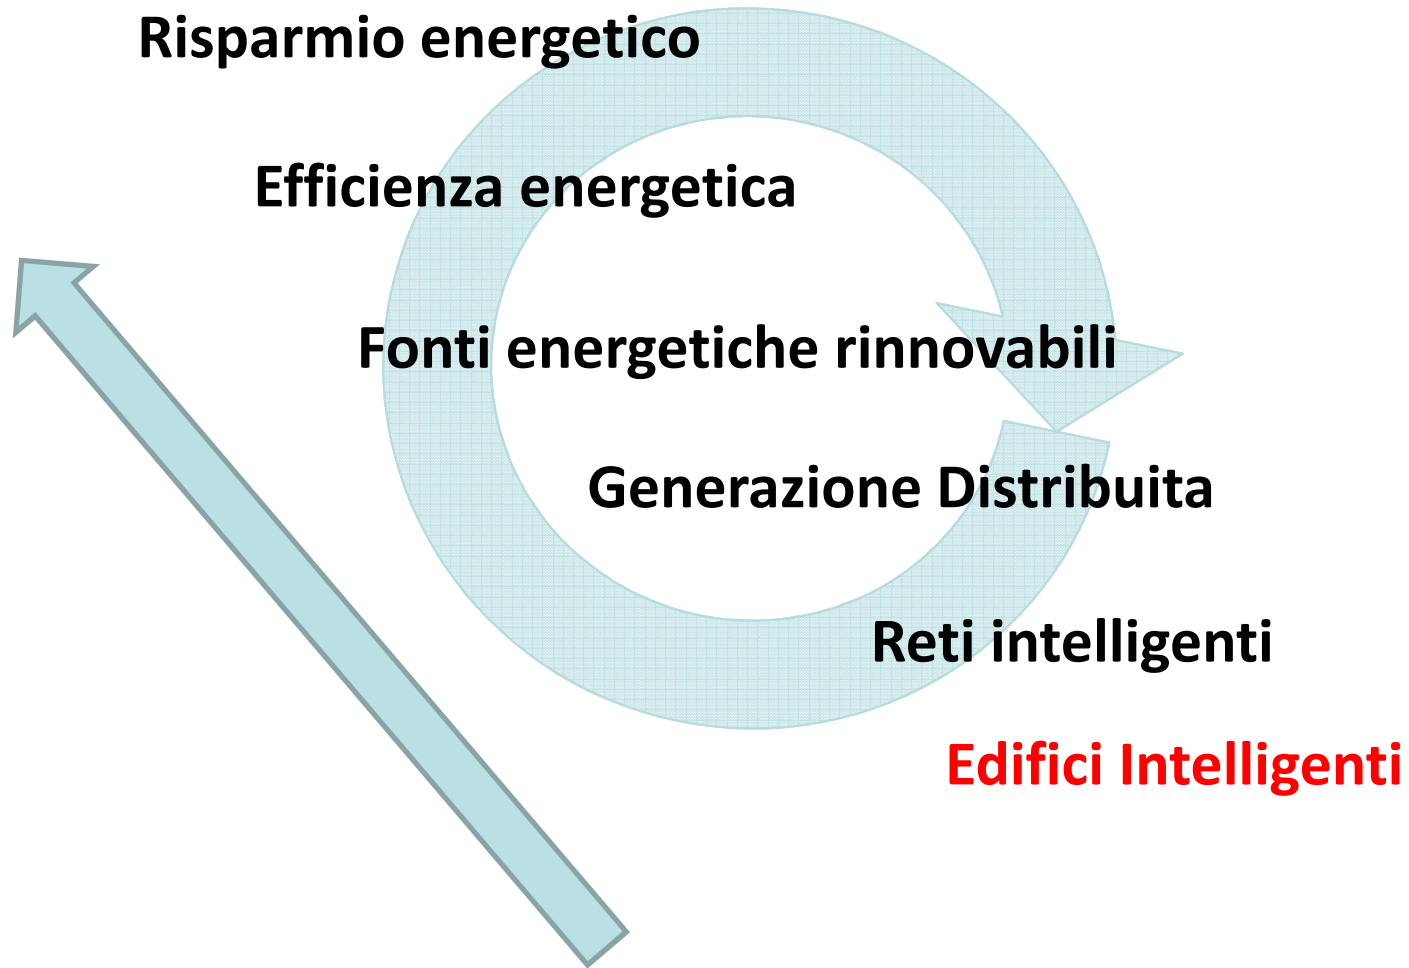 Risparmio energetico
Efficienza energetica
Fonti energetiche rinnovabili
Generazione Distribuita
Reti intelligenti
Edifici Intelligenti